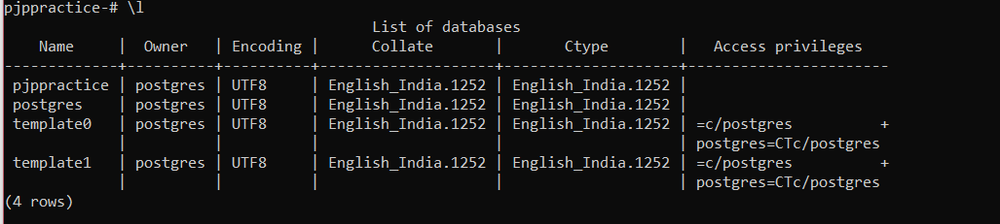 pjppractice-# \l
                                          List of databases
    Name     |  Owner   | Encoding |      Collate       |       Ctype        |   Access privileges
-------------+----------+----------+--------------------+--------------------+-----------------------
 pjppractice | postgres | UTF8     | English_India.1252 | English_India.1252 |
 postgres    | postgres | UTF8     | English_India.1252 | English_India.1252 |
 template0   | postgres | UTF8     | English_India.1252 | English_India.1252 | =c/postgres          +
             |          |          |                    |                    | postgres=CTc/postgres
 template1   | postgres | UTF8     | English_India.1252 | English_India.1252 | =c/postgres          +
             |          |          |                    |                    | postgres=CTc/postgres
(4 rows)